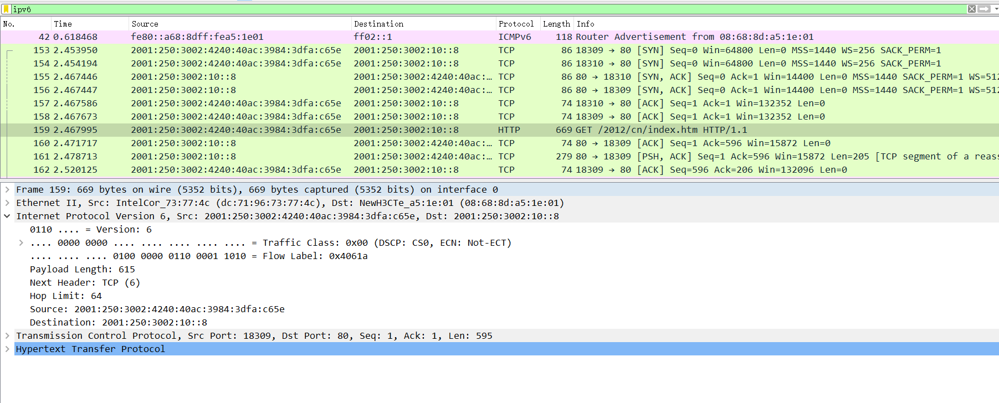 ipv6
No. Time Source Destination Protocol Length Info
42 0.618468 fe80::a68:8dff:fea5:1e01 ff02::1 ICMPv6 118 Router Advertisement from 08:68:8d:a5:1e:01
153 2.453950 2001:250:3002:4240:40ac:3984:3dfa:c65e 2001:250:3002:10::8 TCP 86 18309 → 80 [SYN] Seq=0 Win=64800 Len=0 MSS=1440 WS=256 SACK_PERM=1
154 2.454194 2001:250:3002:4240:40ac:3984:3dfa:c65e 2001:250:3002:10::8 TCP 86 18310 → 80 [SYN] Seq=0 Win=64800 Len=0 MSS=1440 WS=256 SACK_PERM=1
155 2.467446 2001:250:3002:10::8 2001:250:3002:4240:40ac:… TCP 86 80 → 18310 [SYN, ACK] Seq=0 Ack=1 Win=14400 Len=0 MSS=1440 SACK_PERM=1 WS=512
156 2.467447 2001:250:3002:10::8 2001:250:3002:4240:40ac:… TCP 86 80 → 18309 [SYN, ACK] Seq=0 Ack=1 Win=14400 Len=0 MSS=1440 SACK_PERM=1 WS=512
157 2.467586 2001:250:3002:4240:40ac:3984:3dfa:c65e 2001:250:3002:10::8 TCP 74 18310 → 80 [ACK] Seq=1 Ack=1 Win=132352 Len=0
158 2.467673 2001:250:3002:4240:40ac:3984:3dfa:c65e 2001:250:3002:10::8 TCP 74 18309 → 80 [ACK] Seq=1 Ack=1 Win=132352 Len=0
159 2.467995 2001:250:3002:4240:40ac:3984:3dfa:c65e 2001:250:3002:10::8 HTTP 669 GET /2012/cn/index.htm HTTP/1.1
160 2.471717 2001:250:3002:10::8 2001:250:3002:4240:40ac:… TCP 74 80 → 18309 [ACK] Seq=1 Ack=596 Win=15872 Len=0
161 2.478713 2001:250:3002:10::8 2001:250:3002:4240:40ac:… TCP 279 80 → 18309 [PSH, ACK] Seq=1 Ack=596 Win=15872 Len=205 [TCP segment of a reass
162 2.520125 2001:250:3002:4240:40ac:3984:3dfa:c65e 2001:250:3002:10::8 TCP 74 18309 → 80 [ACK] Seq=596 Ack=206 Win=132096 Len=0
Frame 159: 669 bytes on wire (5352 bits), 669 bytes captured (5352 bits) on interface 0
Ethernet II, Src: IntelCor_73:77:4c (dc:71:96:73:77:4c), Dst: NewH3CTe_a5:1e:01 (08:68:8d:a5:1e:01)
Internet Protocol Version 6, Src: 2001:250:3002:4240:40ac:3984:3dfa:c65e, Dst: 2001:250:3002:10::8
0110 .... = Version: 6
.... 0000 0000 .... .... .... .... .... = Traffic Class: 0x00 (DSCP: CS0, ECN: Not-ECT)
.... .... .... 0100 0000 0110 0001 1010 = Flow Label: 0x4061a
Payload Length: 615
Next Header: TCP (6)
Hop Limit: 64
Source: 2001:250:3002:4240:40ac:3984:3dfa:c65e
Destination: 2001:250:3002:10::8
Transmission Control Protocol, Src Port: 18309, Dst Port: 80, Seq: 1, Ack: 1, Len: 595
Hypertext Transfer Protocol